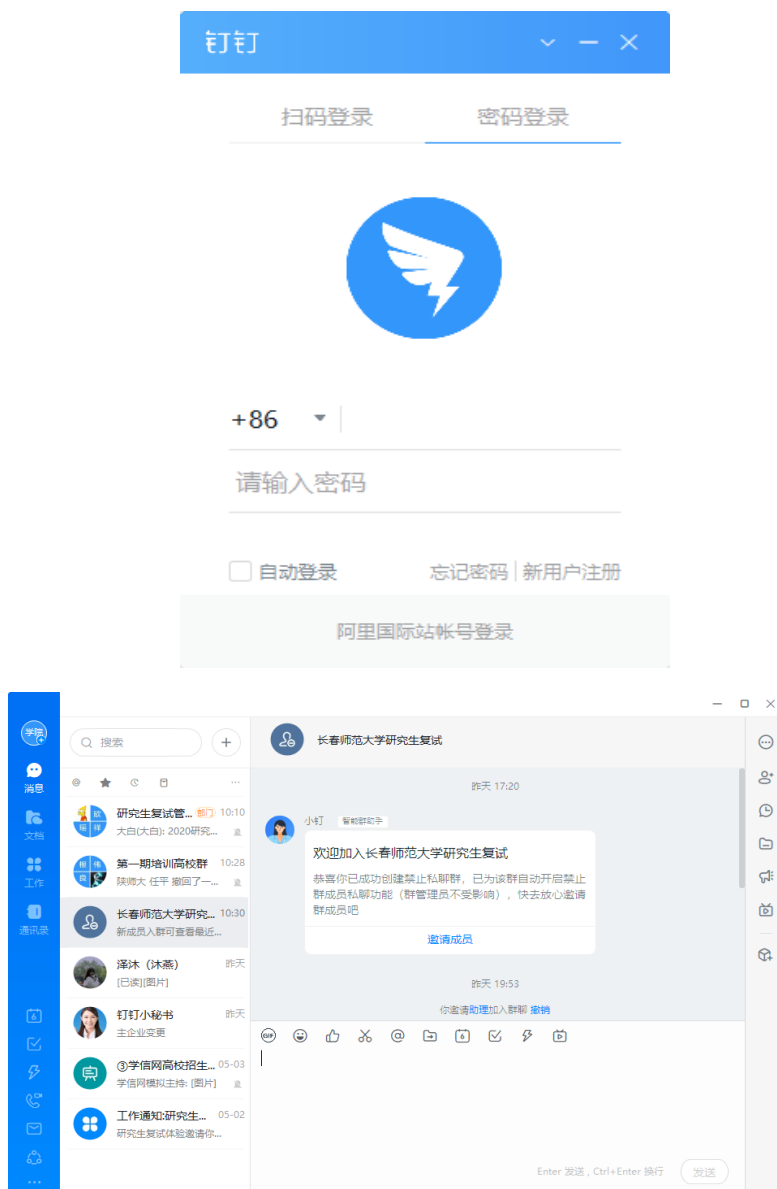 钉钉
扫码登录 密码登录
+86
请输入密码
自动登录 忘记密码 新用户注册
阿里国际站帐号登录
学院
消息
文档
工作
通讯录
6
搜索
研究生复试管... 部门 10:10
大白(大白): 2020研究...
第一期培训高校群 10:28
陕师大 任平 撤回了一...
长春师范大学研究... 10:30
新成员入群可查看最近...
泽沐（沐燕） 昨天
[已读][图片]
钉钉小秘书 昨天
主企业变更
③学信网高校招生... 05-03
学信网模拟主持: [图片]
工作通知:研究生... 05-02
研究生复试体验邀请你...
长春师范大学研究生复试
昨天 17:20
小钉 智能群助手
欢迎加入长春师范大学研究生复试
恭喜你已成功创建禁止私聊群，已为该群自动开启禁止
群成员私聊功能（群管理员不受影响），快去放心邀请
群成员吧
邀请成员
昨天 19:53
你邀请助理加入群聊 撤销
GIF @ 6
Enter 发送 , Ctrl+Enter 换行 发送